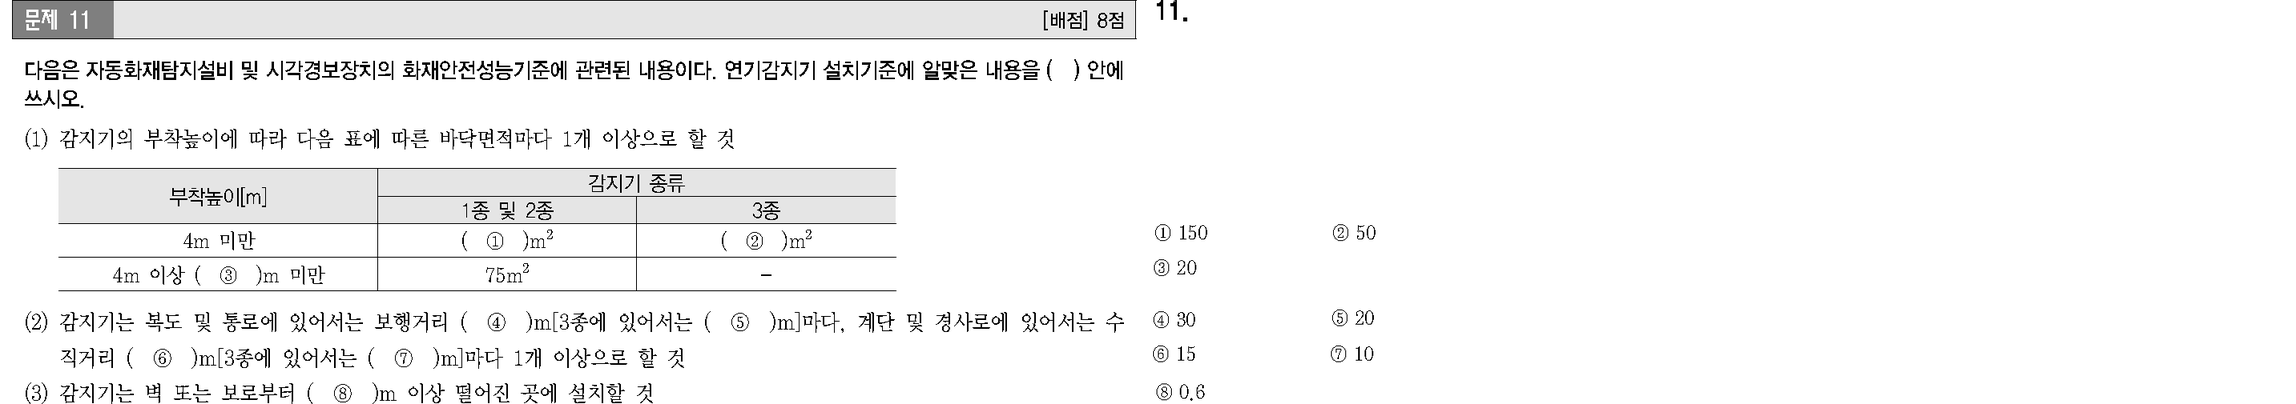 문제 11
[배점] 8점
다음은 자동화재탐지설비 및 시각경보장치의 화재안전성능기준에 관련된 내용이다. 연기감지기 설치기준에 알맞은 내용을 (   ) 안에
쓰시오.
(1) 감지기의 부착높이에 따라 다음 표에 따른 바닥면적마다 1개 이상으로 할 것
부착높이[m]
감지기 종류
1종 및 2종
3종
4m 미만
( ① )m²
( ② )m²
4m 이상 ( ③ )m 미만
75m²
–
(2) 감지기는 복도 및 통로에 있어서는 보행거리 ( ④ )m[3종에 있어서는 ( ⑤ )m]마다, 계단 및 경사로에 있어서는 수
직거리 ( ⑥ )m[3종에 있어서는 ( ⑦ )m]마다 1개 이상으로 할 것
(3) 감지기는 벽 또는 보로부터 ( ⑧ )m 이상 떨어진 곳에 설치할 것
11.
① 150
② 50
③ 20
④ 30
⑤ 20
⑥ 15
⑦ 10
⑧ 0.6